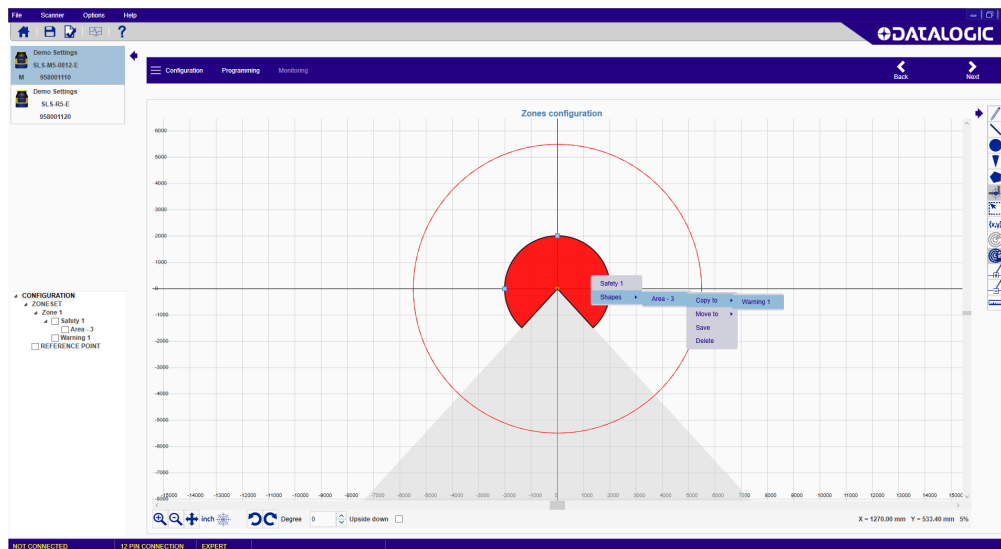 File Scanner Options Help
DATALOGIC
Demo Settings
SLS-M5-0812-E
M 958001110
Demo Settings
SLS-R5-E
958001120
Configuration Programming Monitoring
Back Next
Zones configuration
6000
5000
4000
3000
2000
1000
0
-1000
-2000
-3000
-4000
-5000
-6000
-7000
-8000
-15000 -14000 -13000 -12000 -11000 -10000 -9000 -8000 -7000 -6000 -5000 -4000 -3000 -2000 -1000 0 1000 2000 3000 4000 5000 6000 7000 8000 9000 10000 11000 12000 13000 14000 15000
Safety 1
Shapes Area - 3 Copy to Warning 1
Move to
Save
Delete
(x,y)
CONFIGURATION
ZONESET
Zone 1
Safety 1
Area - 3
Warning 1
REFERENCE POINT
inch Degree 0 Upside down
X = 1270.00 mm Y = 533.40 mm 5%
NOT CONNECTED 12 PIN CONNECTION EXPERT